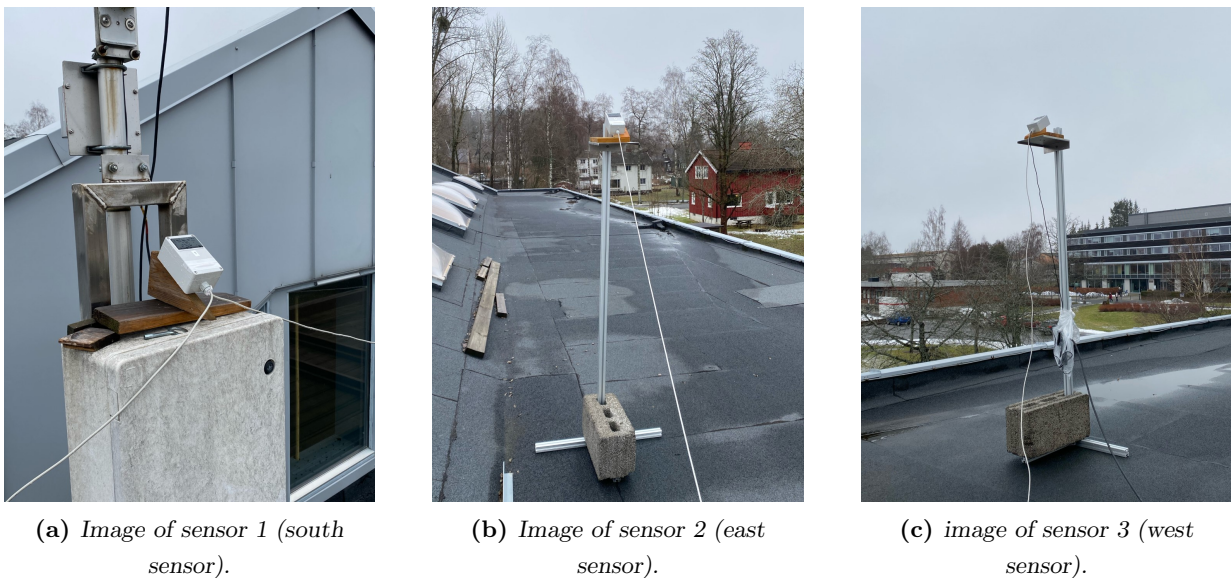 (a) Image of sensor 1 (south
sensor).
(b) Image of sensor 2 (east
sensor).
(c) image of sensor 3 (west
sensor).